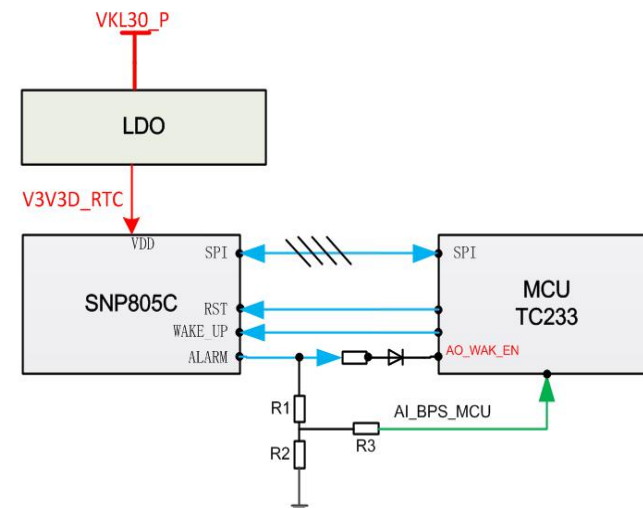 VKL30_P
LDO
V3V3D_RTC
VDD
SPI
SPI
SNP805C
MCU
TC233
RST
WAKE_UP
ALARM
AO_WAK_EN
R1
AI_BPS_MCU
R2
R3